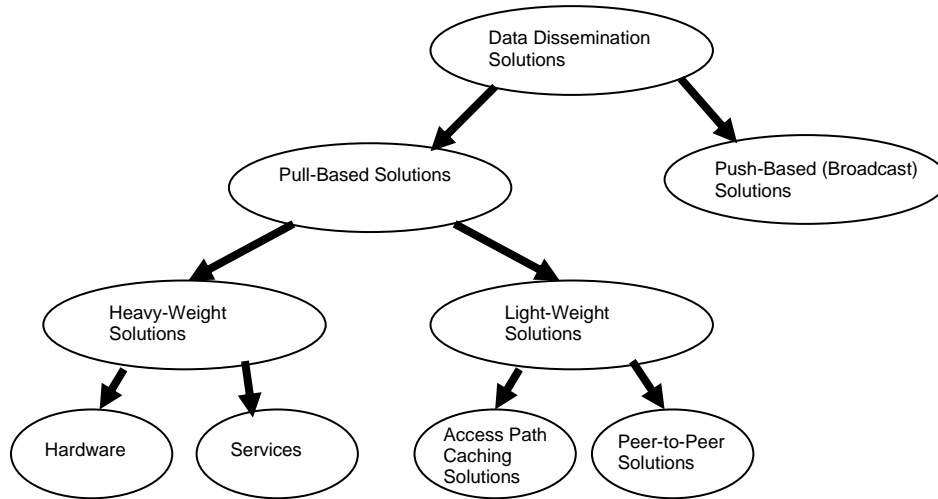 Data Dissemination
Solutions
Pull-Based Solutions
Push-Based (Broadcast)
Solutions
Heavy-Weight
Solutions
Light-Weight
Solutions
Hardware
Services
Access Path
Caching
Solutions
Peer-to-Peer
Solutions